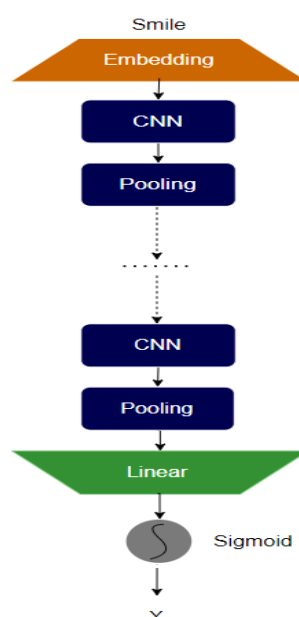 Smile
Embedding
CNN
Pooling
......
CNN
Pooling
Linear
Sigmoid